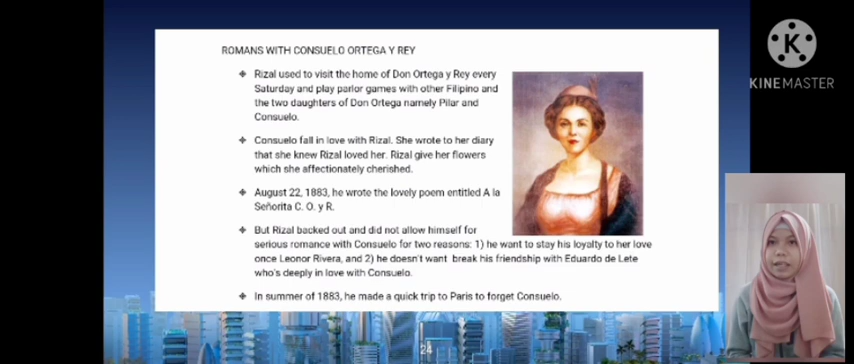 ROMANS WITH CONSUELO ORTEGA Y REY
Rizal used to visit the home of Don Ortega y Rey every
Saturday and play parlor games with other Filipino and
the two daughters of Don Ortega namely Pilar and
Consuelo.
Consuelo fall in love with Rizal. She wrote to her diary
that she knew Rizal loved her. Rizal give her flowers
which she affectionately cherished.
August 22, 1883, he wrote the lovely poem entitled A la
Señorita C. O. y R.
But Rizal backed out and did not allow himself for
serious romance with Consuelo for two reasons: 1) he want to stay his loyalty to her love
once Leonor Rivera, and 2) he doesn't want break his friendship with Eduardo de Lete
who's deeply in love with Consuelo.
In summer of 1883, he made a quick trip to Paris to forget Consuelo.
24
K
KINEMASTER